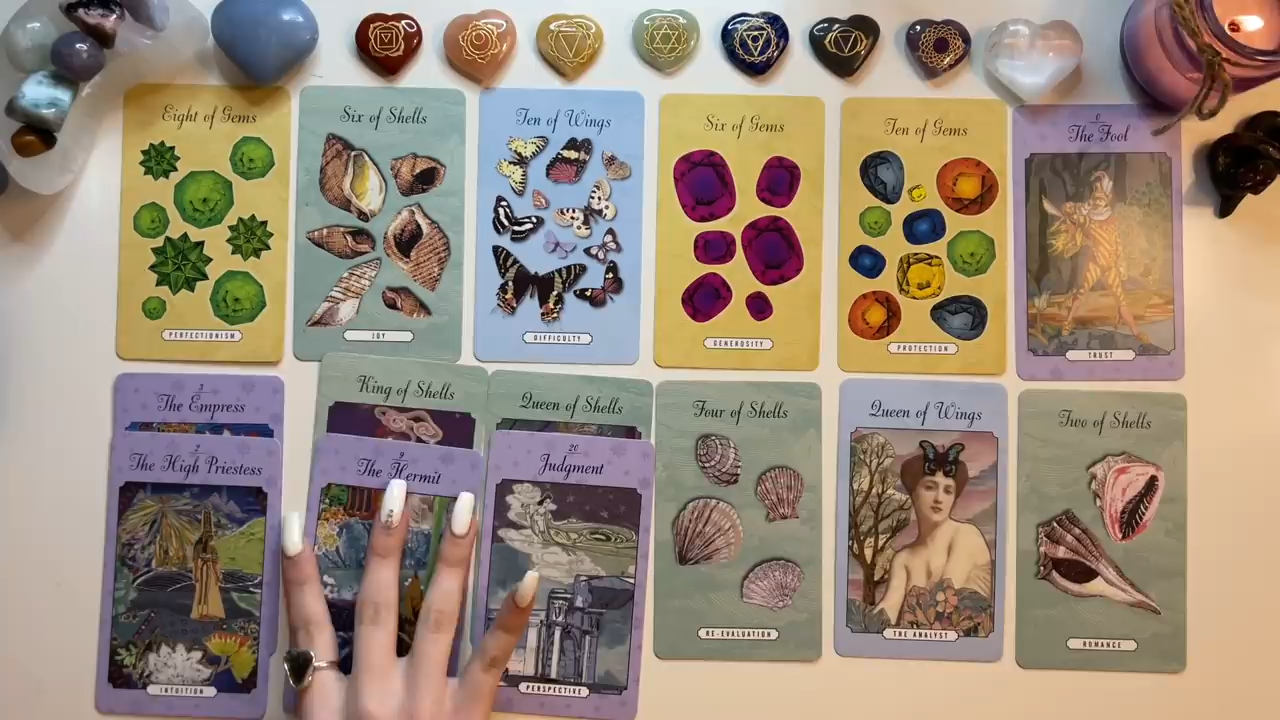 Eight of Gems
PERFECTIONISM
Six of Shells
JOY
Ten of Wings
DIFFICULTY
Six of Gems
GENEROSITY
Ten of Gems
PROTECTION
0
The Fool
TRUST
3
The Empress
2
The High Priestess
INTUITION
King of Shells
9
The Hermit
Queen of Shells
20
Judgment
PERSPECTIVE
Four of Shells
RE-EVALUATION
Queen of Wings
THE ANALYST
Two of Shells
ROMANCE